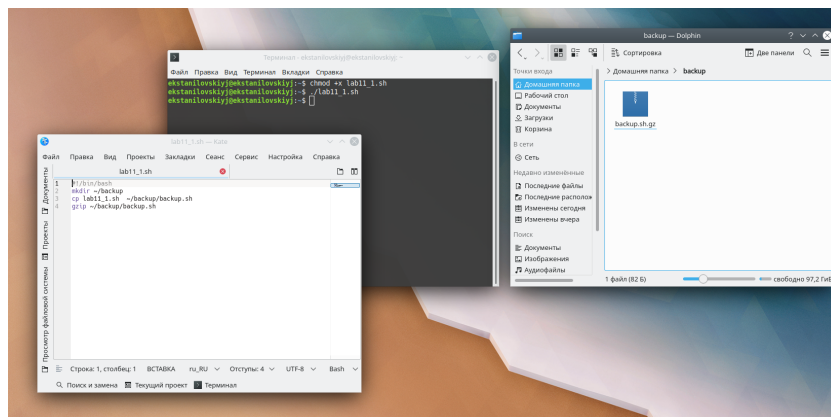 Терминал - ekstanilovskiyj@ekstanilovskiyj: ~
Файл Правка Вид Терминал Вкладки Справка
ekstanilovskiyj@ekstanilovskiyj:~$ chmod +x lab11_1.sh
ekstanilovskiyj@ekstanilovskiyj:~$ ./lab11_1.sh
ekstanilovskiyj@ekstanilovskiyj:~$
lab11_1.sh — Kate
Файл Правка Вид Проекты Закладки Сеанс Сервис Настройка Справка
lab11_1.sh
Документы
Проекты
Просмотр файловой системы
1 #!/bin/bash
2 mkdir ~/backup
3 cp lab11_1.sh ~/backup/backup.sh
4 gzip ~/backup/backup.sh
Строка: 1, столбец: 1 ВСТАВКА ru_RU Отступы: 4 UTF-8 Bash
Поиск и замена Текущий проект Терминал
backup — Dolphin
Сортировка Две панели
Точки входа
Домашняя папка
Рабочий стол
Документы
Загрузки
Корзина
В сети
Сеть
Недавно изменённые
Последние файлы
Последние располож
Изменены сегодня
Изменены вчера
Поиск
Документы
Изображения
Аудиофайлы
> Домашняя папка > backup
backup.sh.gz
1 файл (82 Б) свободно 97,2 ГиБ